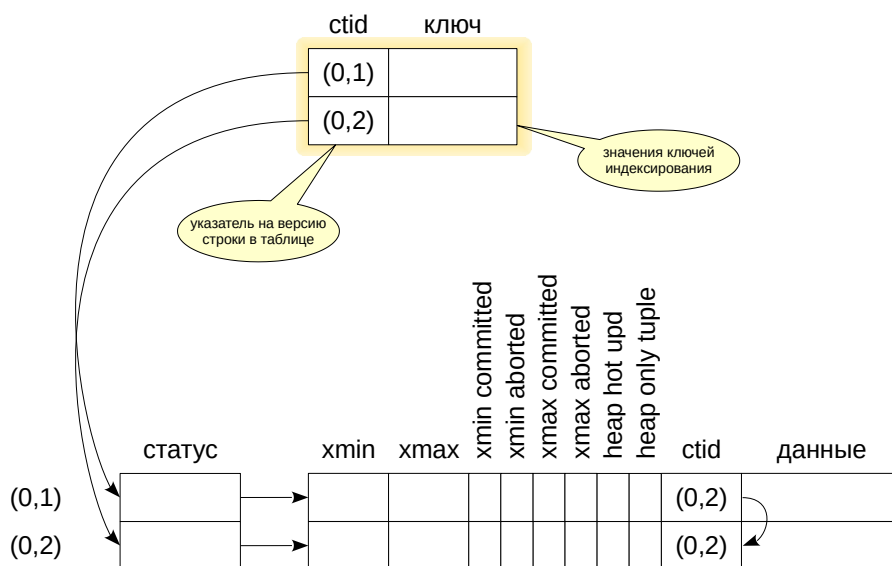 ctid ключ
(0,1)
(0,2)
значения ключей
индексирования
указатель на версию
строки в таблице
xmin committed
xmin aborted
xmax committed
xmax aborted
heap hot upd
heap only tuple
статус xmin xmax ctid данные
(0,1) (0,2)
(0,2) (0,2)